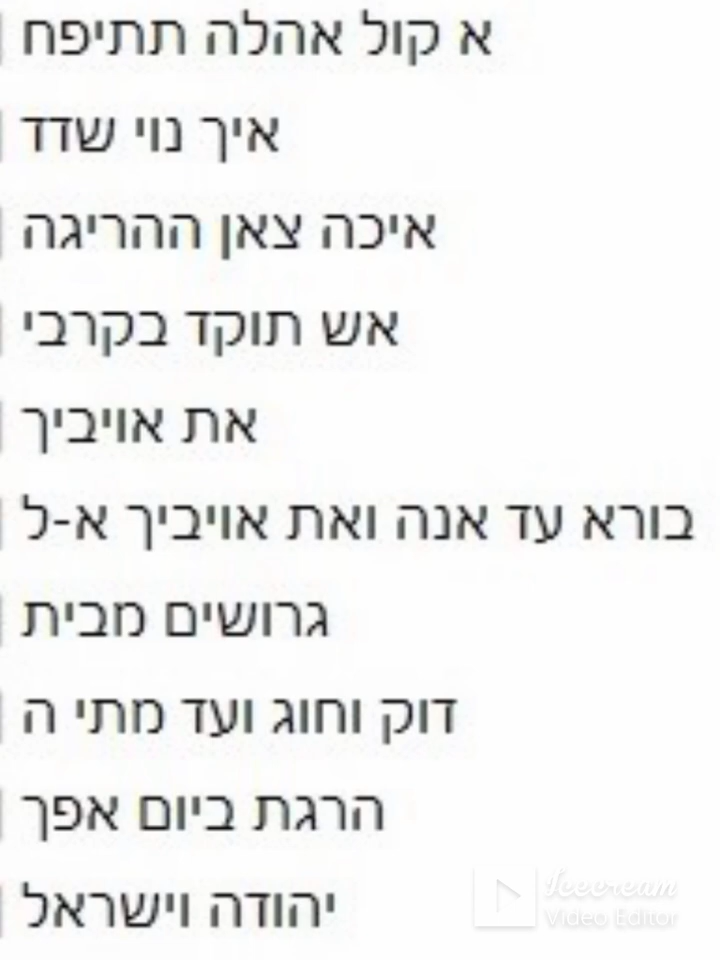 א קול אהלה תתיפח
איך נוי שדד
איכה צאן ההריגה
אש תוקד בקרבי
את אויביך
בורא עד אנה ואת אויביך א-ל
גרושים מבית
דוק וחוג ועד מתי ה
הרגת ביום אפך
יהודה וישראל
Icecream
Video Editor